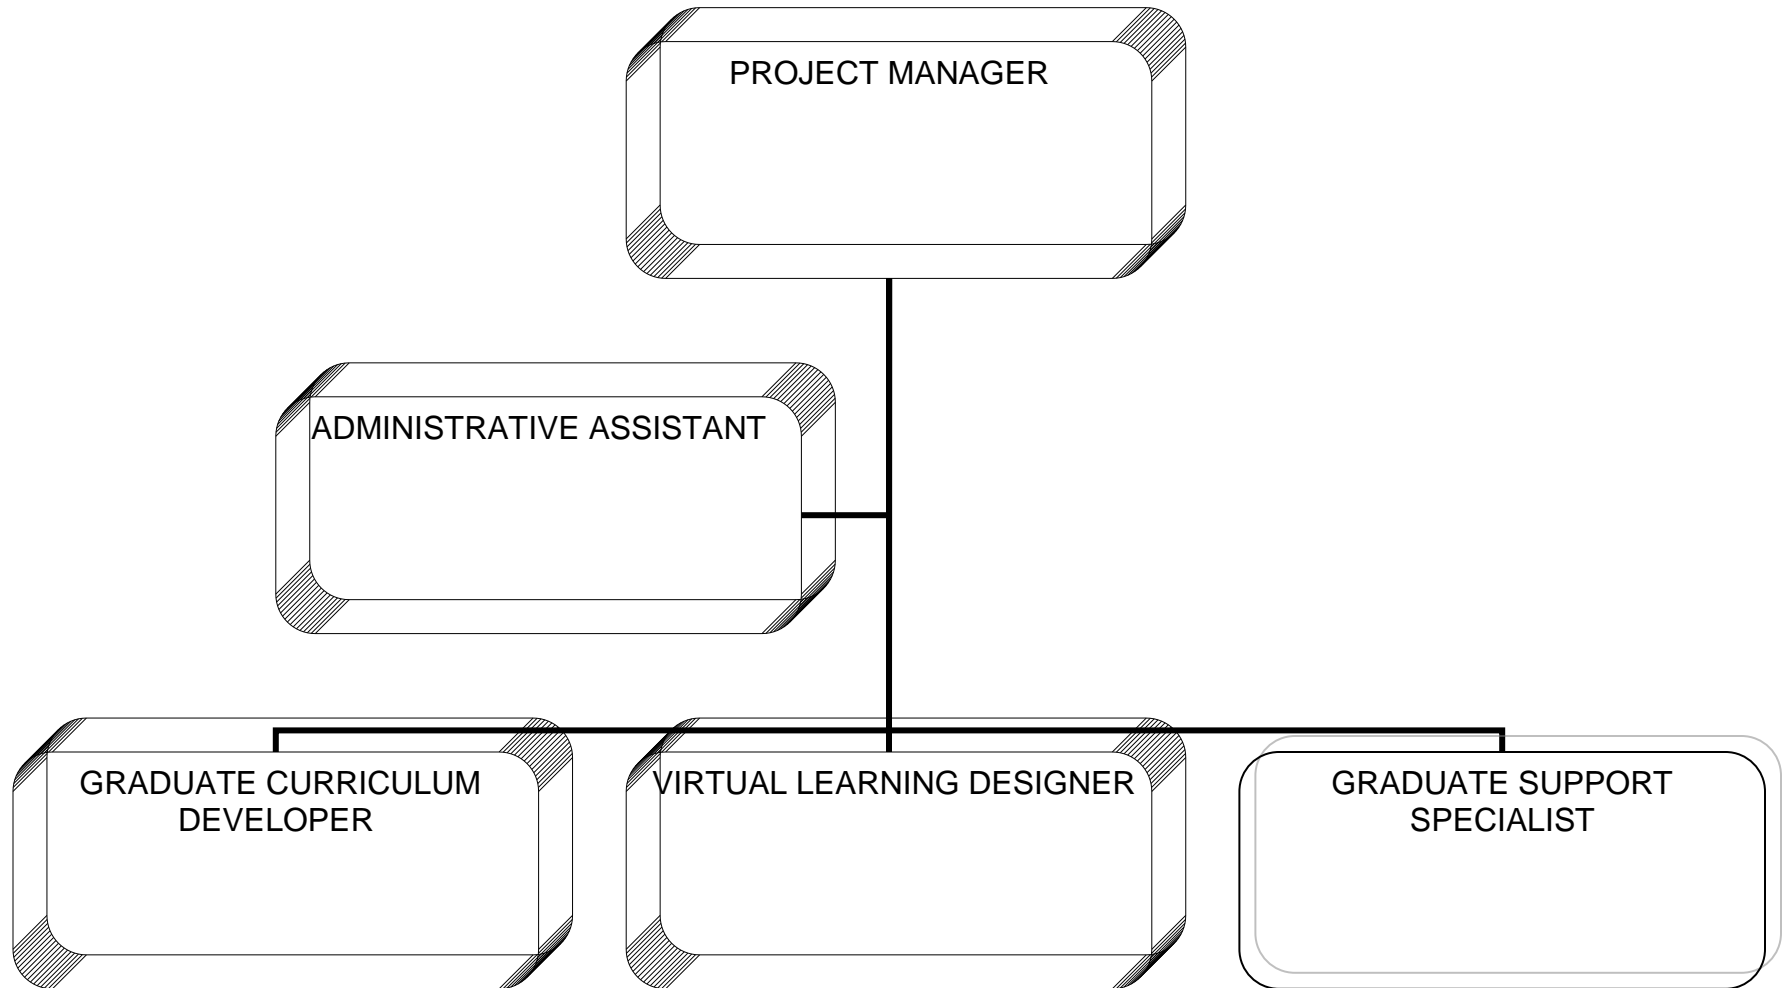 PROJECT MANAGER
ADMINISTRATIVE ASSISTANT
GRADUATE CURRICULUM
DEVELOPER
VIRTUAL LEARNING DESIGNER
GRADUATE SUPPORT
SPECIALIST